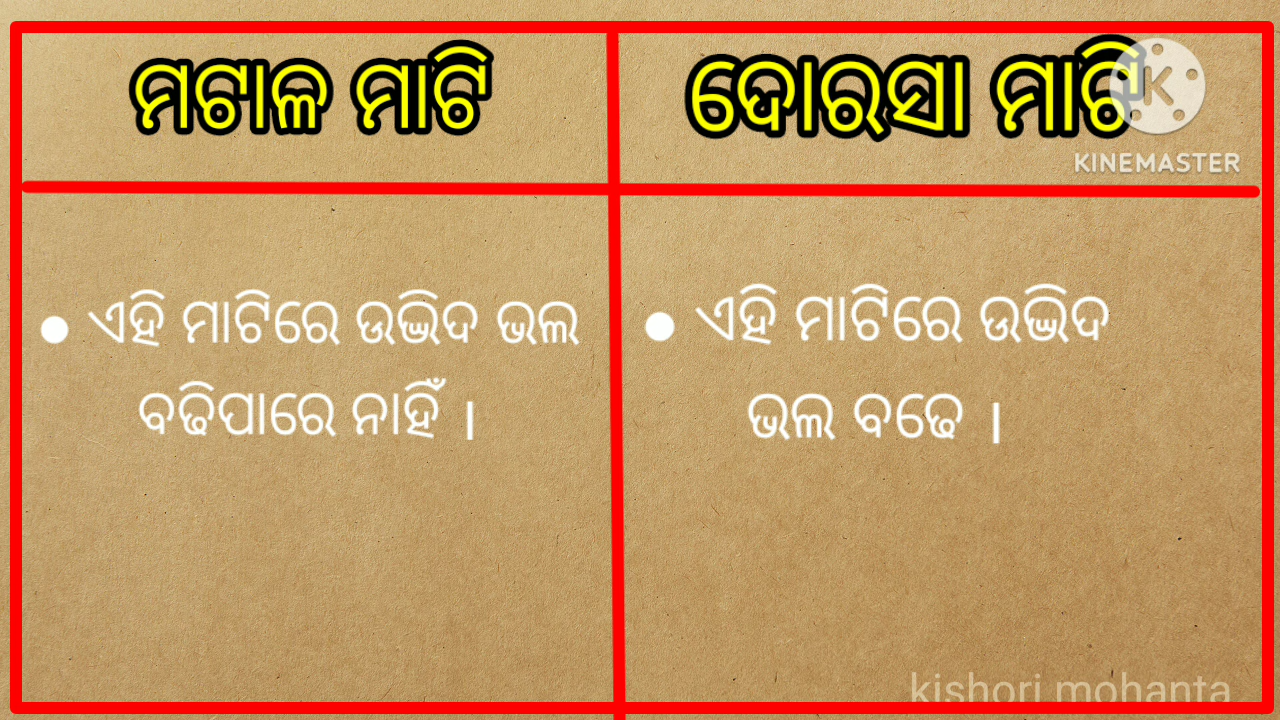 ମଟାଳ ମାଟି
ଦୋରସା ମାଟି
KINEMASTER
• ଏହି ମାଟିରେ ଉଦ୍ଭିଦ ଭଲ
ବଢିପାରେ ନାହିଁ ।
• ଏହି ମାଟିରେ ଉଦ୍ଭିଦ
ଭଲ ବଢେ ।
kishori mohanta